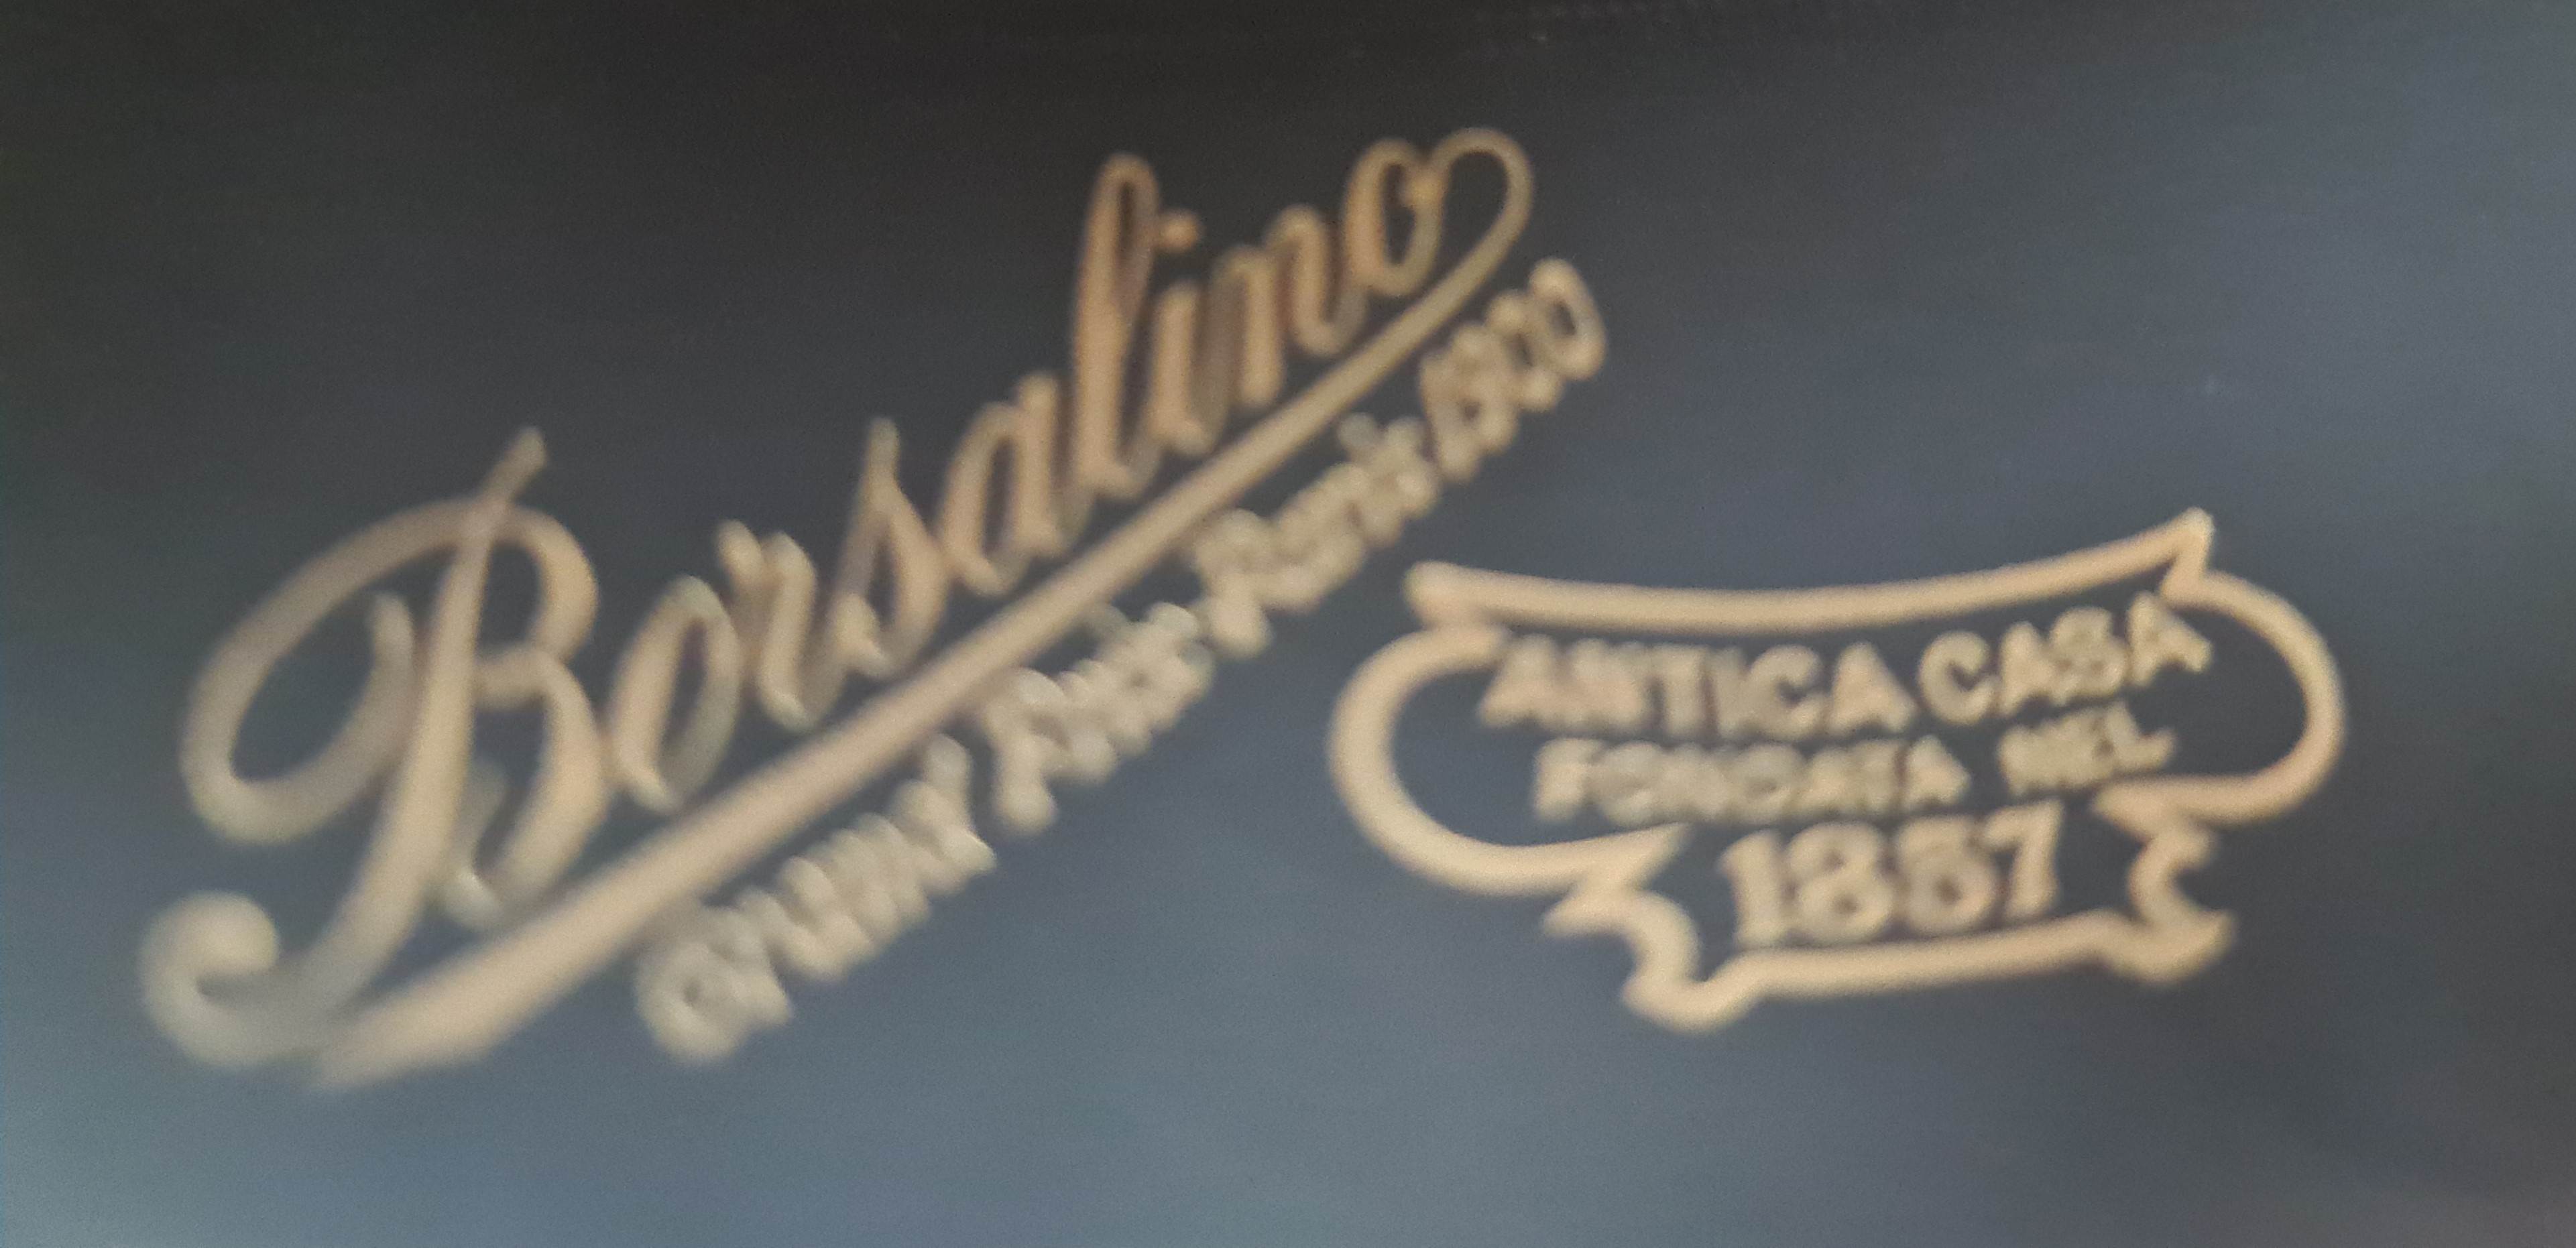 Borsalino
GRAND PRIX Paris 1900
ANTICA CASA
FONDATA NEL
1857